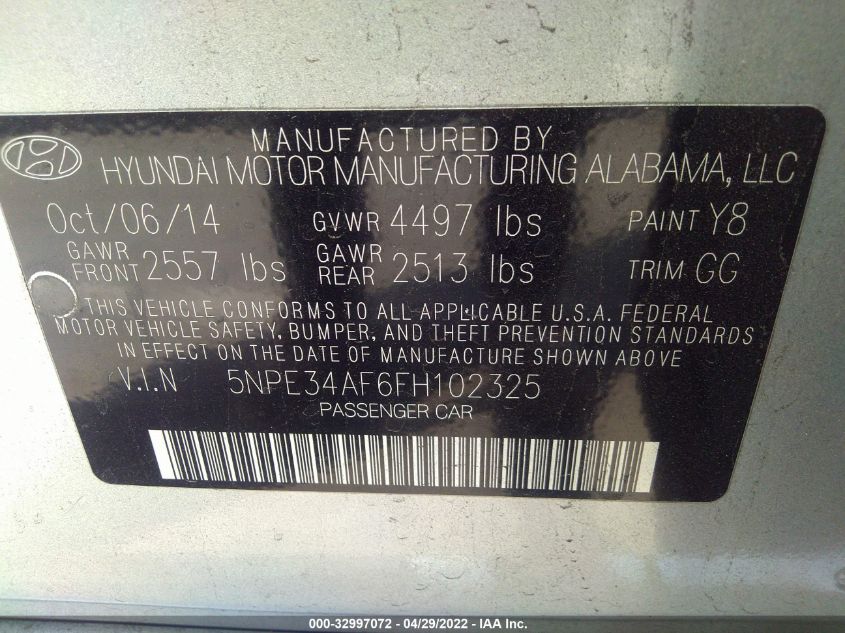 MANUFACTURED BY
HYUNDAI MOTOR MANUFACTURING ALABAMA, LLC
Oct/06/14 GVWR 4497 lbs PAINT Y8
GAWR FRONT 2557 lbs GAWR REAR 2513 lbs TRIM GG
THIS VEHICLE CONFORMS TO ALL APPLICABLE U.S.A. FEDERAL
MOTOR VEHICLE SAFETY, BUMPER, AND THEFT PREVENTION STANDARDS
IN EFFECT ON THE DATE OF MANUFACTURE SHOWN ABOVE
V.I.N 5NPE34AF6FH102325
PASSENGER CAR
000-32997072 - 04/29/2022 - IAA Inc.